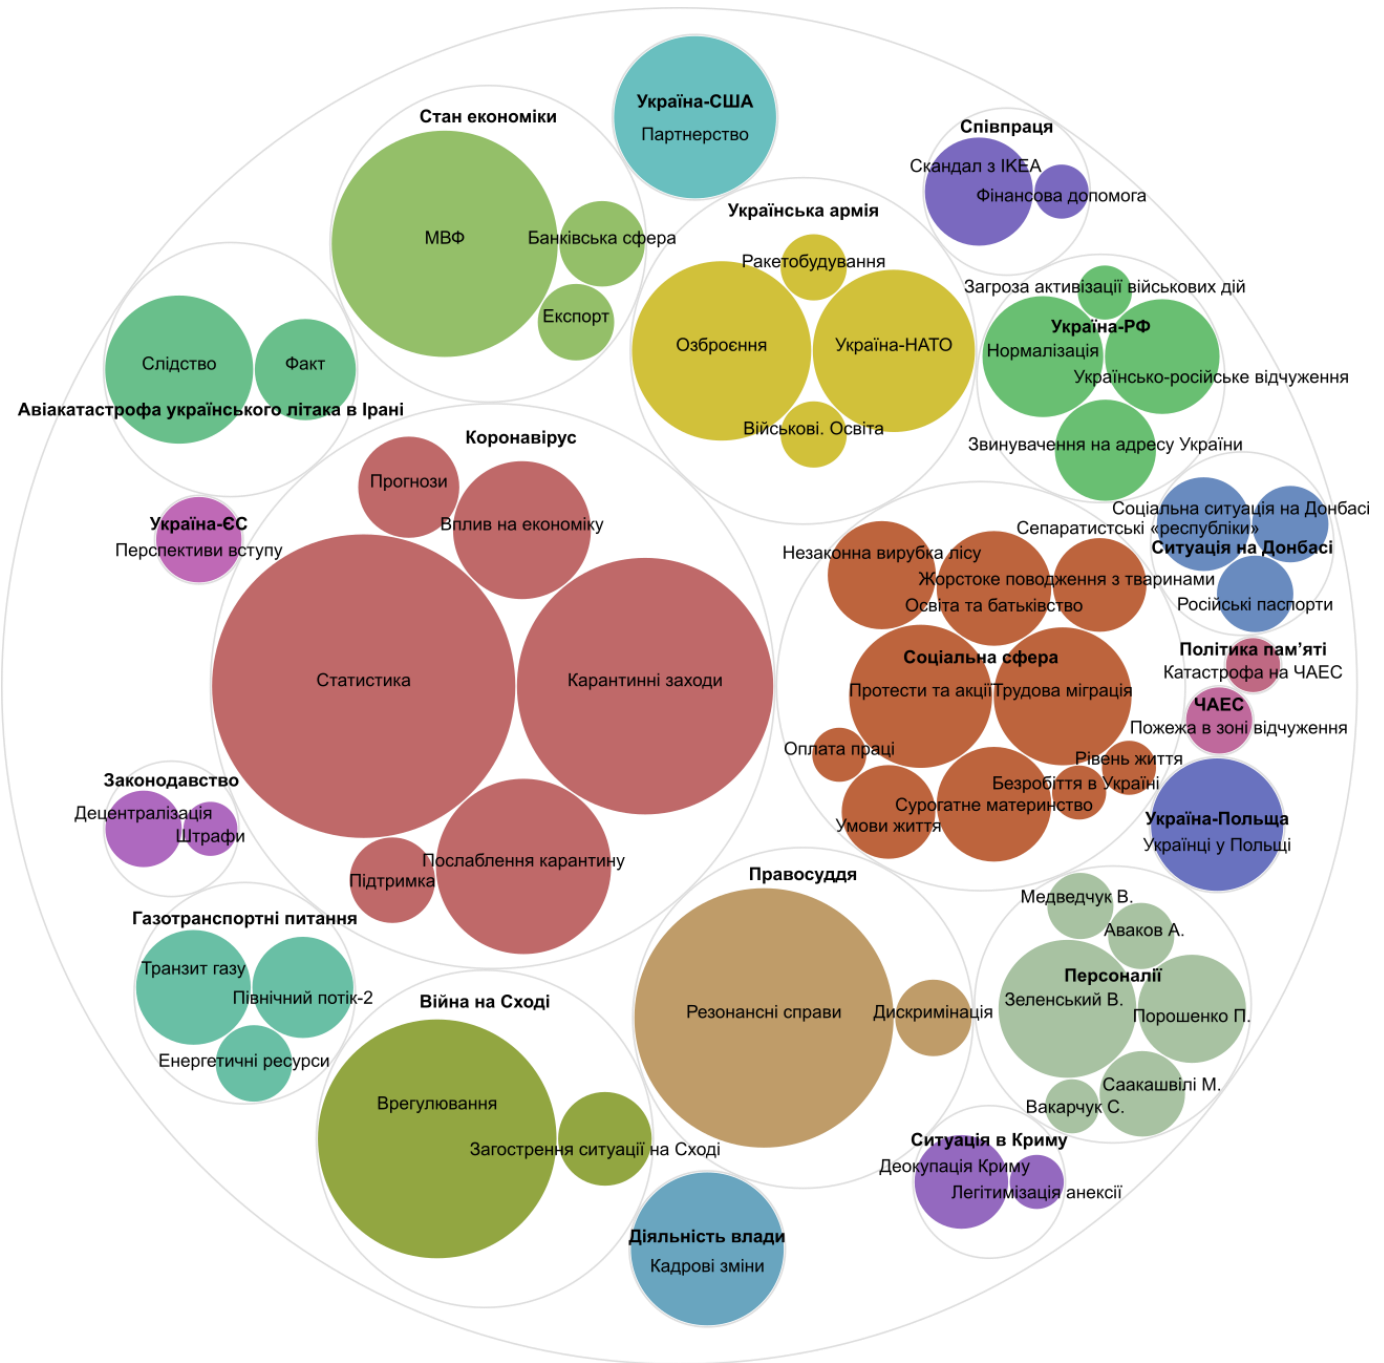 Україна-США
Партнерство
Стан економіки
МВФ
Банківська сфера
Експорт
Співпраця
Скандал з IKEA
Фінансова допомога
Українська армія
Ракетобудування
Озброєння
Україна-НАТО
Військові. Освіта
Загроза активізації військових дій
Україна-РФ
Нормалізація
Українсько-російське відчуження
Звинувачення на адресу України
Слідство
Факт
Авіакатастрофа українського літака в Ірані
Коронавірус
Прогнози
Вплив на економіку
Статистика
Карантинні заходи
Послаблення карантину
Підтримка
Україна-ЄС
Перспективи вступу
Соціальна ситуація на Донбасі
Сепаратистські «республіки»
Ситуація на Донбасі
Російські паспорти
Незаконна вирубка лісу
Жорстоке поводження з тваринами
Освіта та батьківство
Соціальна сфера
Протести та акції
Трудова міграція
Оплата праці
Рівень життя
Безробіття в Україні
Сурогатне материнство
Умови життя
Політика пам’яті
Катастрофа на ЧАЕС
ЧАЕС
Пожежа в зоні відчуження
Україна-Польща
Українці у Польщі
Законодавство
Децентралізація
Штрафи
Газотранспортні питання
Транзит газу
Північний потік-2
Енергетичні ресурси
Війна на Сході
Врегулювання
Загострення ситуації на Сході
Правосуддя
Резонансні справи
Дискримінація
Медведчук В.
Аваков А.
Персоналії
Зеленський В.
Порошенко П.
Саакашвілі М.
Вакарчук С.
Ситуація в Криму
Деокупація Криму
Легітимізація анексії
Діяльність влади
Кадрові зміни